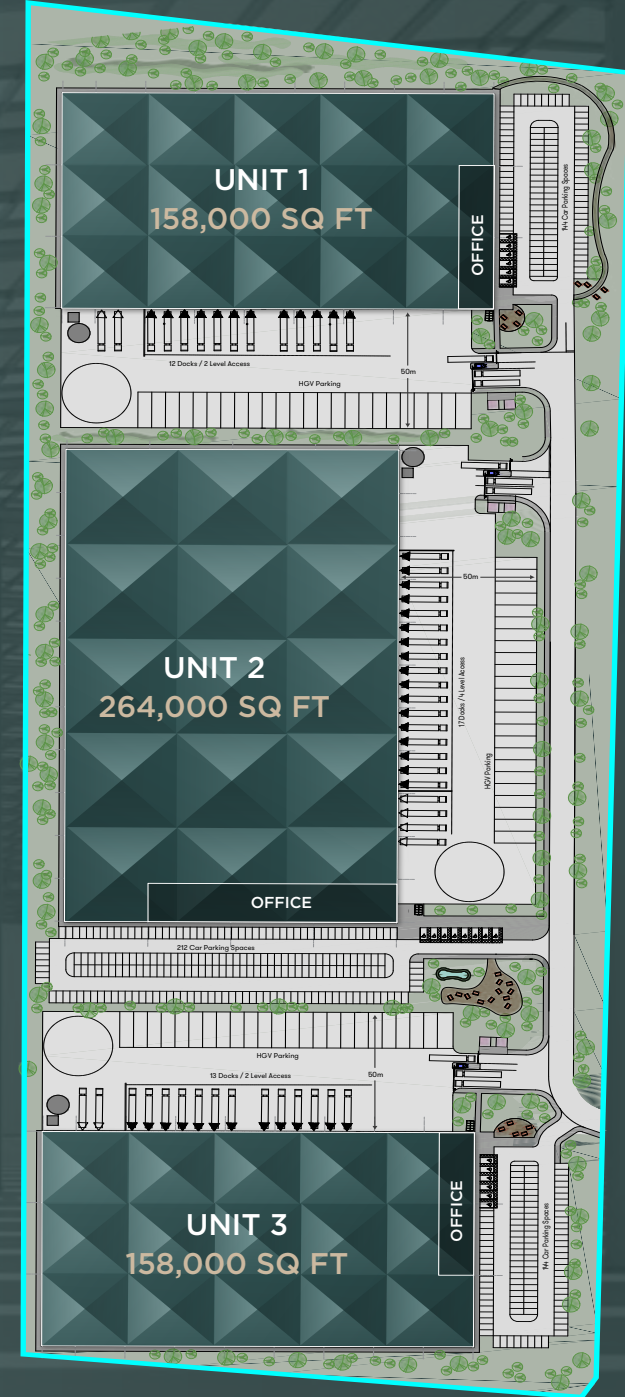 UNIT 1
158,000 SQ FT
OFFICE
144 Car Parking Spaces
12 Docks / 2 Level Access
HGV Parking
50m
UNIT 2
264,000 SQ FT
OFFICE
50m
17 Docks / 4 Level Access
HGV Parking
212 Car Parking Spaces
HGV Parking
13 Docks / 2 Level Access
50m
UNIT 3
158,000 SQ FT
OFFICE
144 Car Parking Spaces